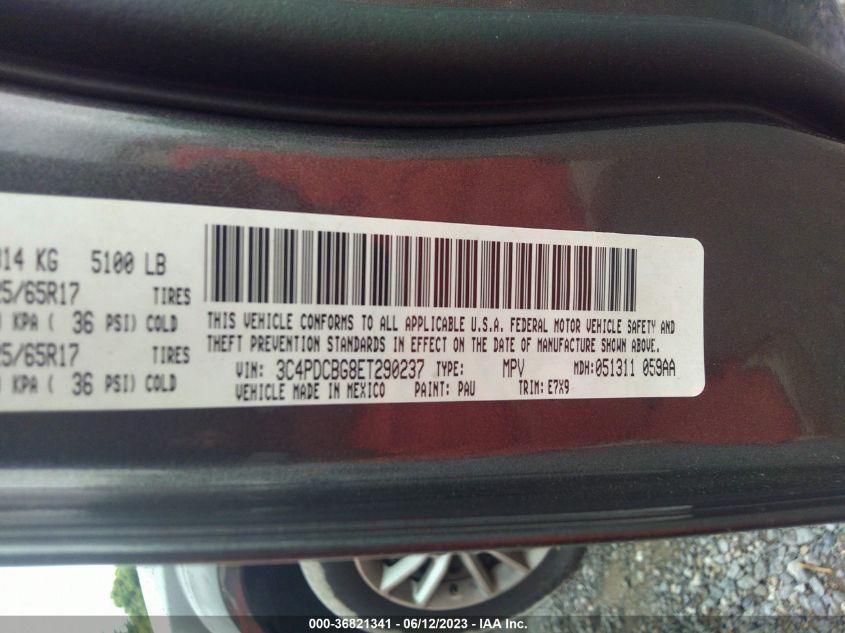 14 KG 5100 LB
5/65R17 TIRES
KPA ( 36 PSI) COLD
5/65R17 TIRES
KPA ( 36 PSI) COLD
THIS VEHICLE CONFORMS TO ALL APPLICABLE U.S.A. FEDERAL MOTOR VEHICLE SAFETY AND
THEFT PREVENTION STANDARDS IN EFFECT ON THE DATE OF MANUFACTURE SHOWN ABOVE.
VIN: 3C4PDCBG8ET290237 TYPE: MPV MDH:051311 059AA
VEHICLE MADE IN MEXICO PAINT: PAU TRIM: E7X9
000-36821341 / 06/12/2023 - IAA Inc.